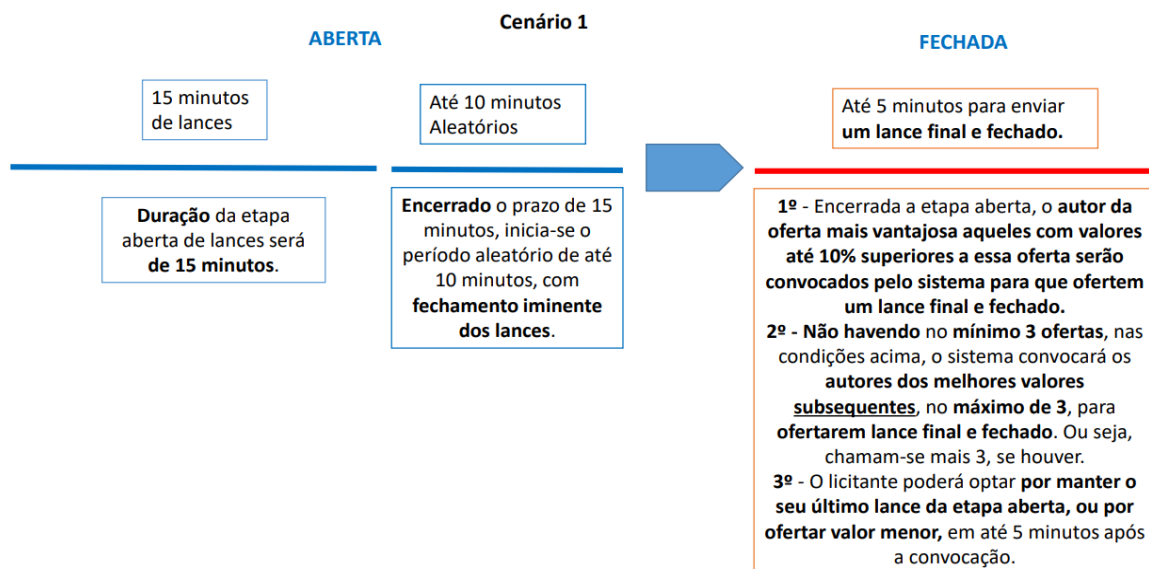 Cenário 1
ABERTA
FECHADA
15 minutos
de lances
Até 10 minutos
Aleatórios
Até 5 minutos para enviar
um lance final e fechado.
Duração da etapa
aberta de lances será
de 15 minutos.
Encerrado o prazo de 15
minutos, inicia-se o
período aleatório de até
10 minutos, com
fechamento iminente
dos lances.
1º - Encerrada a etapa aberta, o autor da
oferta mais vantajosa aqueles com valores
até 10% superiores a essa oferta serão
convocados pelo sistema para que ofertem
um lance final e fechado.
2º - Não havendo no mínimo 3 ofertas, nas
condições acima, o sistema convocará os
autores dos melhores valores
subsequentes, no máximo de 3, para
ofertarem lance final e fechado. Ou seja,
chamam-se mais 3, se houver.
3º - O licitante poderá optar por manter o
seu último lance da etapa aberta, ou por
ofertar valor menor, em até 5 minutos após
a convocação.